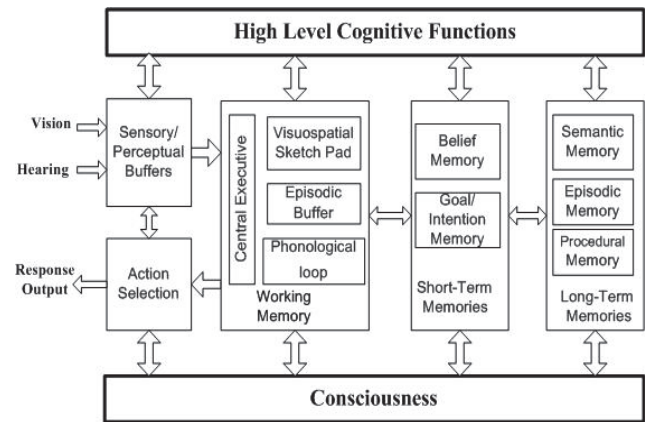 High Level Cognitive Functions
Vision
Hearing
Sensory/
Perceptual
Buffers
Response
Output
Action
Selection
Central Executive
Visuospatial
Sketch Pad
Episodic
Buffer
Phonological
loop
Working
Memory
Belief
Memory
Goal/
Intention
Memory
Short-Term
Memories
Semantic
Memory
Episodic
Memory
Procedural
Memory
Long-Term
Memories
Consciousness